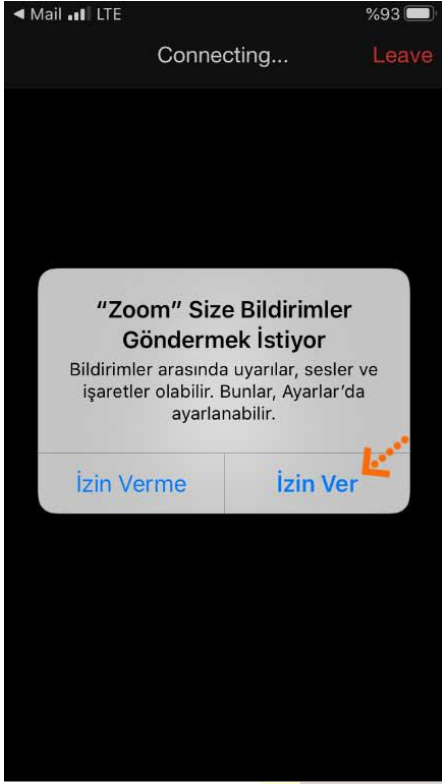 Mail LTE %93
Connecting... Leave
“Zoom” Size Bildirimler
Göndermek İstiyor
Bildirimler arasında uyarılar, sesler ve
işaretler olabilir. Bunlar, Ayarlar’da
ayarlanabilir.
İzin Verme İzin Ver